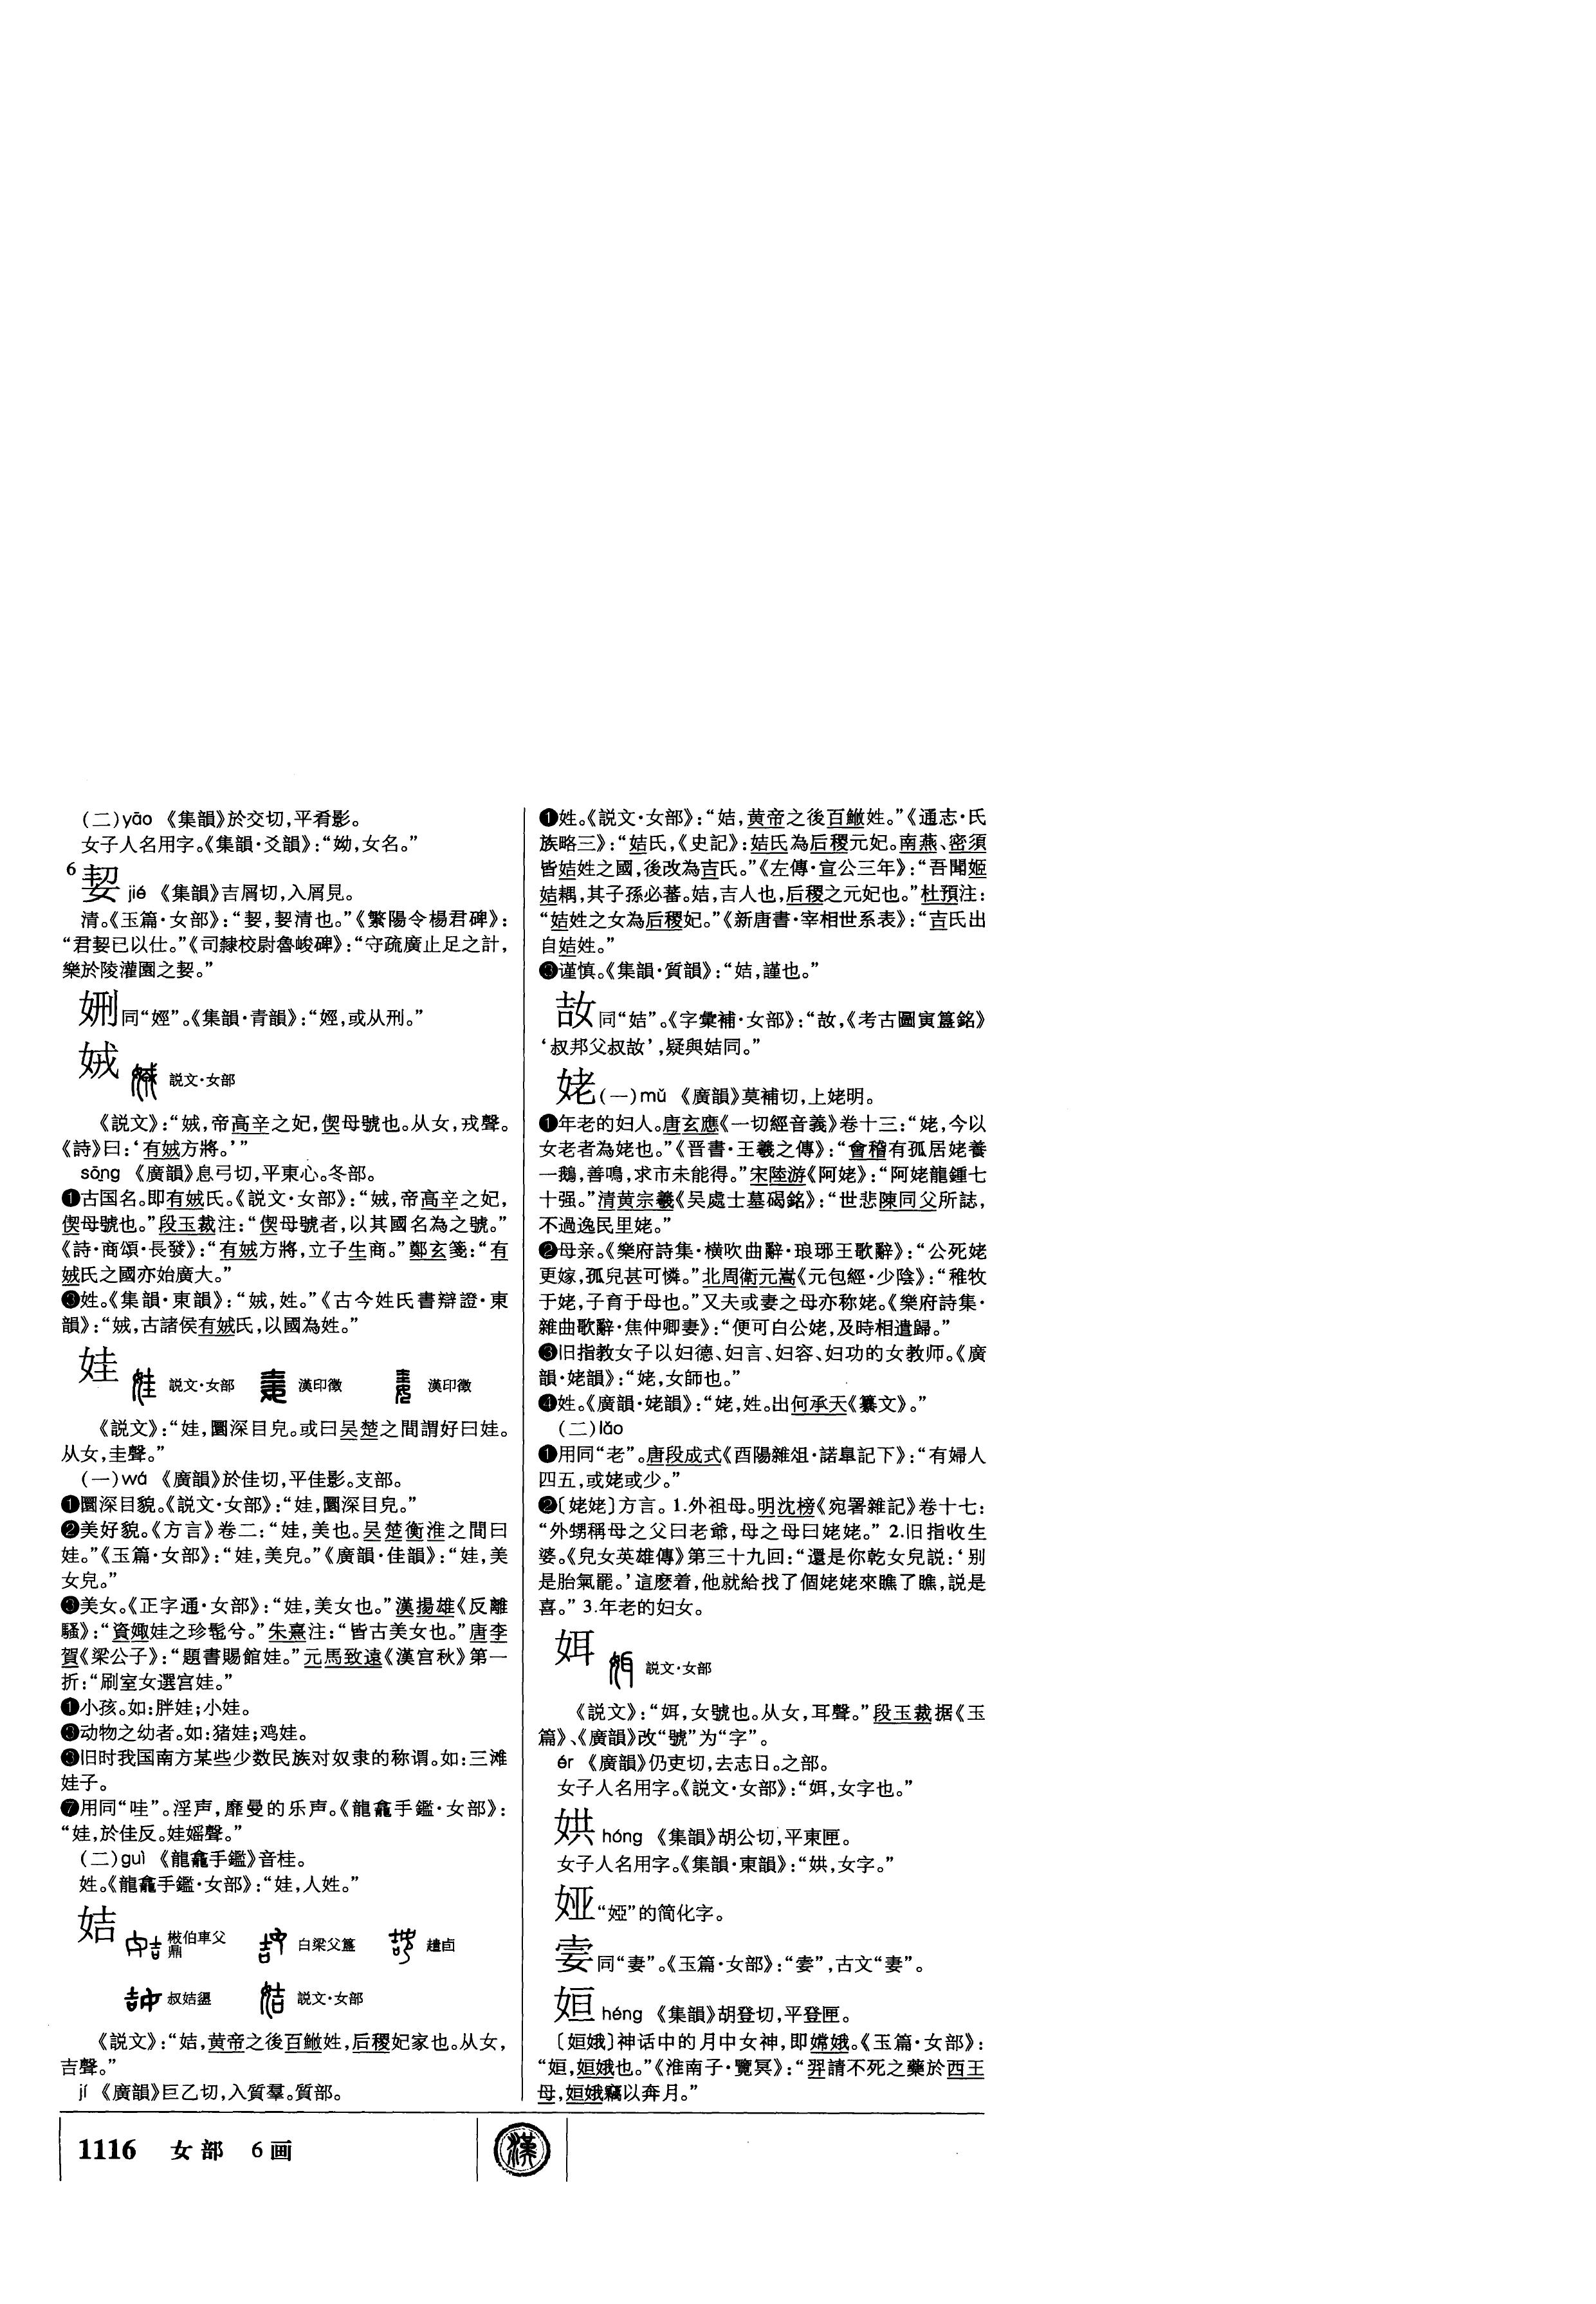 (二)yāo 《集韻》於交切,平肴影。
女子人名用字。《集韻·爻韻》:“㛂,女名。”
6
㛃 jié 《集韻》吉屑切,入屑見。
清。《玉篇·女部》:“㛃,㛃清也。”《繁陽令楊君碑》:
“君㛃已以仕。”《司隸校尉魯峻碑》:“守疏廣止足之計,
樂於陵灌園之㛃。”
㛄同“娙”。《集韻·青韻》:“娙,或从刑。”
娀 説文·女部
《説文》:“娀,帝高辛之妃,偰母號也。从女,戎聲。
《詩》曰:‘有娀方將。’”
sōng 《廣韻》息弓切,平東心。冬部。
❶古国名。即有娀氏。《説文·女部》:“娀,帝高辛之妃,
偰母號也。”段玉裁注:“偰母號者,以其國名為之號。”
《詩·商頌·長發》:“有娀方將,立子生商。”鄭玄箋:“有
娀氏之國亦始廣大。”
❸姓。《集韻·東韻》:“娀,姓。”《古今姓氏書辯證·東
韻》:“娀,古諸侯有娀氏,以國為姓。”
娃 説文·女部 漢印徵 漢印徵
《説文》:“娃,圜深目皃。或曰吴楚之間謂好曰娃。
从女,圭聲。”
(一)wá 《廣韻》於佳切,平佳影。支部。
❶圜深目貌。《説文·女部》:“娃,圜深目皃。”
❷美好貌。《方言》卷二:“娃,美也。吴楚衡淮之間曰
娃。”《玉篇·女部》:“娃,美皃。”《廣韻·佳韻》:“娃,美
女皃。”
❸美女。《正字通·女部》:“娃,美女也。”漢揚雄《反離
騷》:“資娵娃之珍髢兮。”朱熹注:“皆古美女也。”唐李
賀《梁公子》:“題書賜館娃。”元馬致遠《漢宫秋》第一
折:“刷室女選宫娃。”
❶小孩。如:胖娃;小娃。
❸动物之幼者。如:猪娃;鸡娃。
❸旧时我国南方某些少数民族对奴隶的称谓。如:三滩
娃子。
❼用同“哇”。淫声,靡曼的乐声。《龍龕手鑑·女部》:
“娃,於佳反。娃婬聲。”
(二)guì 《龍龕手鑑》音桂。
姓。《龍龕手鑑·女部》:“娃,人姓。”
姞 㪤伯車父鼎 白梁父簋 趞卣
叔姞盨 説文·女部
《説文》:“姞,黄帝之後百鮅姓,后稷妃家也。从女,
吉聲。”
jí 《廣韻》巨乙切,入質羣。質部。
❶姓。《説文·女部》:“姞,黄帝之後百鮅姓。”《通志·氏
族略三》:“姞氏,《史記》:姞氏為后稷元妃。南燕、密須
皆姞姓之國,後改為吉氏。”《左傳·宣公三年》:“吾聞姬
姞耦,其子孫必蕃。姞,吉人也,后稷之元妃也。”杜預注:
“姞姓之女為后稷妃。”《新唐書·宰相世系表》:“吉氏出
自姞姓。”
❸谨慎。《集韻·質韻》:“姞,謹也。”
㛅同“姞”。《字彙補·女部》:“㛅,《考古圖寅簋銘》
‘叔邦父叔㛅’,疑與姞同。”
姥(一)mǔ 《廣韻》莫補切,上姥明。
❶年老的妇人。唐玄應《一切經音義》卷十三:“姥,今以
女老者為姥也。”《晋書·王羲之傳》:“會稽有孤居姥養
一鵝,善鳴,求市未能得。”宋陸游《阿姥》:“阿姥龍鍾七
十强。”清黄宗羲《吴處士墓碣銘》:“世悲陳同父所誌,
不過逸民里姥。”
❷母亲。《樂府詩集·横吹曲辭·琅琊王歌辭》:“公死姥
更嫁,孤兒甚可憐。”北周衛元嵩《元包經·少陰》:“稚牧
于姥,子育于母也。”又夫或妻之母亦称姥。《樂府詩集·
雜曲歌辭·焦仲卿妻》:“便可白公姥,及時相遣歸。”
❸旧指教女子以妇德、妇言、妇容、妇功的女教师。《廣
韻·姥韻》:“姥,女師也。”
❹姓。《廣韻·姥韻》:“姥,姓。出何承天《纂文》。”
(二)lǎo
❶用同“老”。唐段成式《酉陽雜俎·諾皋記下》:“有婦人
四五,或姥或少。”
❷〔姥姥〕方言。1.外祖母。明沈榜《宛署雜記》卷十七:
“外甥稱母之父曰老爺,母之母曰姥姥。” 2.旧指收生
婆。《兒女英雄傳》第三十九回:“還是你乾女兒説:‘别
是胎氣罷。’這麽着,他就給找了個姥姥來瞧了瞧,説是
喜。” 3.年老的妇女。
姆 説文·女部
《説文》:“姆,女號也。从女,耳聲。”段玉裁据《玉
篇》、《廣韻》改“號”为“字”。
ér 《廣韻》仍吏切,去志日。之部。
女子人名用字。《説文·女部》:“姆,女字也。”
娂 hóng 《集韻》胡公切,平東匣。
女子人名用字。《集韻·東韻》:“娂,女字。”
娅“婭”的简化字。
㛐同“妻”。《玉篇·女部》:“㛐”,古文“妻”。
姮 héng 《集韻》胡登切,平登匣。
〔姮娥〕神话中的月中女神,即嫦娥。《玉篇·女部》:
“姮,姮娥也。”《淮南子·覽冥》:“羿請不死之藥於西王
母,姮娥竊以奔月。”
1116 女部 6画
漢